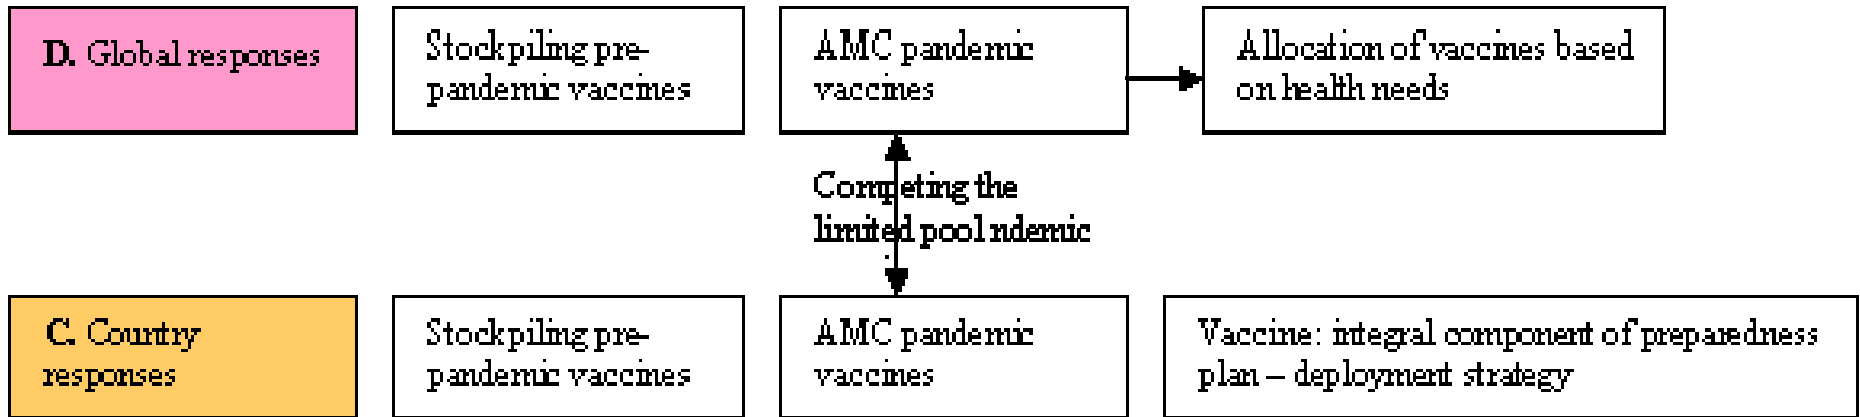 D. Global responses
Stockpiling pre-
pandemic vaccines
AMC pandemic
vaccines
Allocation of vaccines based
on health needs
Competing the
limited pool ndemic
C. Country
responses
Stockpiling pre-
pandemic vaccines
AMC pandemic
vaccines
Vaccine: integral component of preparedness
plan – deployment strategy